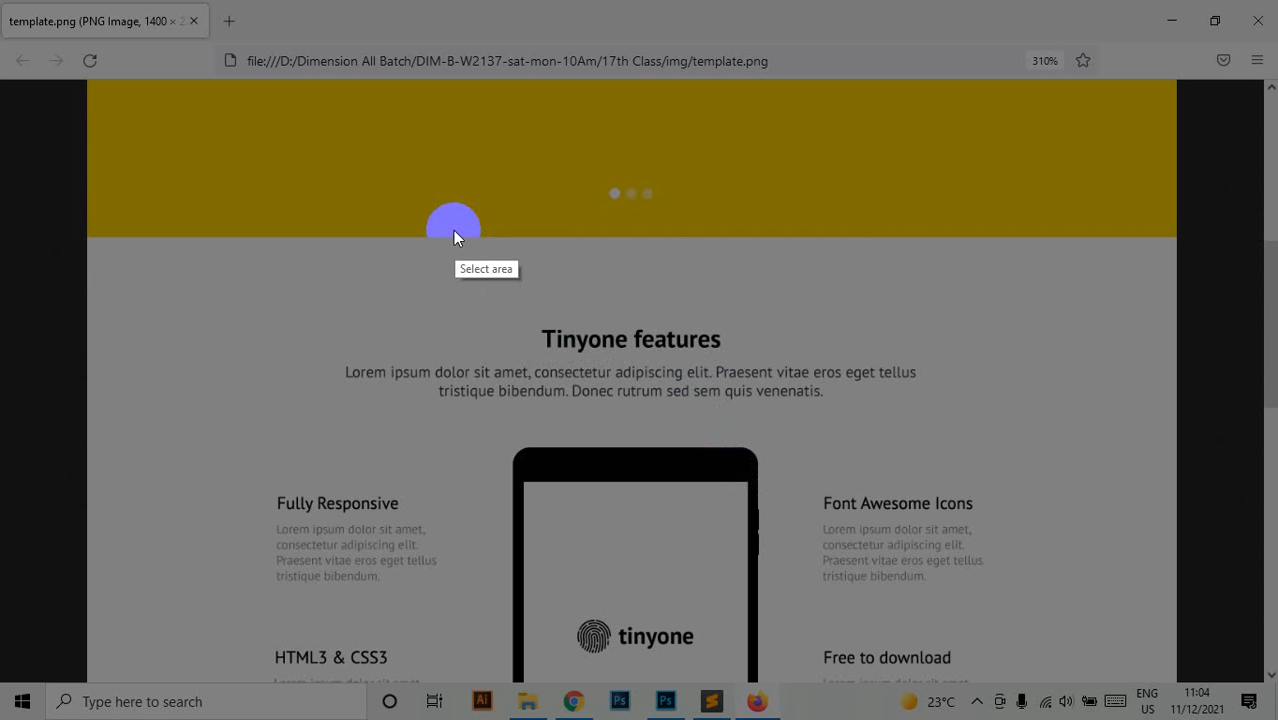 template.png (PNG Image, 1400 × 2
file:///D:/Dimension All Batch/DIM-B-W2137-sat-mon-10Am/17th Class/img/template.png
310%
Select area
Tinyone features
Lorem ipsum dolor sit amet, consectetur adipiscing elit. Praesent vitae eros eget tellus
tristique bibendum. Donec rutrum sed sem quis venenatis.
Fully Responsive
Lorem ipsum dolor sit amet,
consectetur adipiscing elit.
Praesent vitae eros eget tellus
tristique bibendum.
Font Awesome Icons
Lorem ipsum dolor sit amet,
consectetur adipiscing elit.
Praesent vitae eros eget tellus
tristique bibendum.
tinyone
HTML3 & CSS3
Free to download
Type here to search
Ai
Ps
Ps
23°C
ENG
US
11:04
11/12/2021